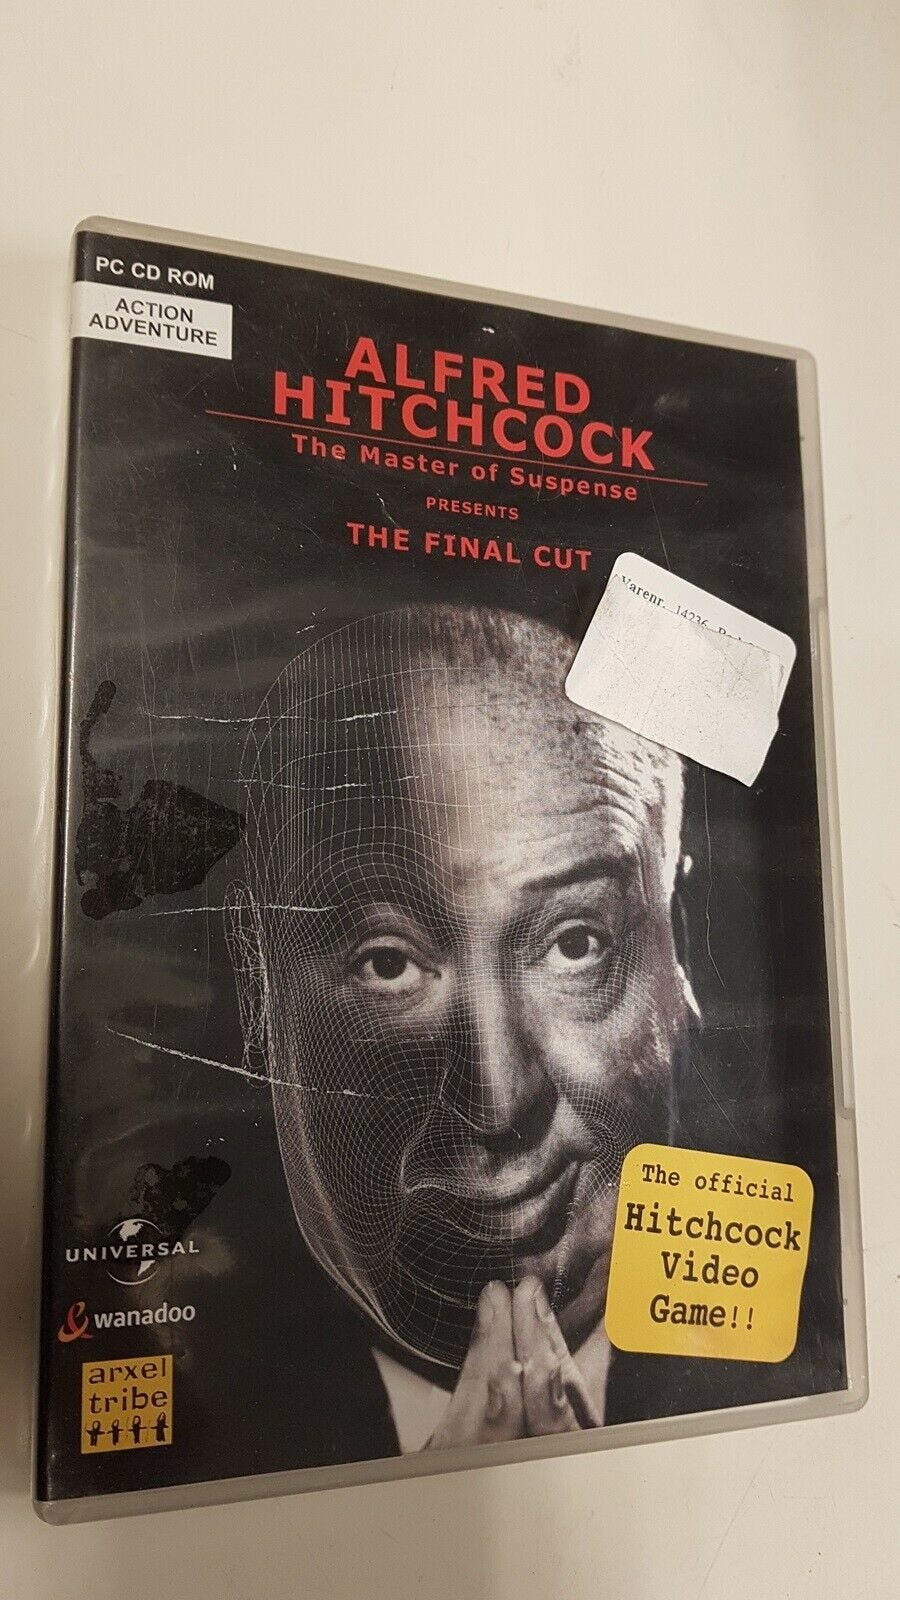 PC CD ROM
ACTION
ADVENTURE
ALFRED
HITCHCOCK
The Master of Suspense
PRESENTS
THE FINAL CUT
Varenr. 14236
The official
Hitchcock
Video
Game!!
UNIVERSAL
wanadoo
arxel
tribe